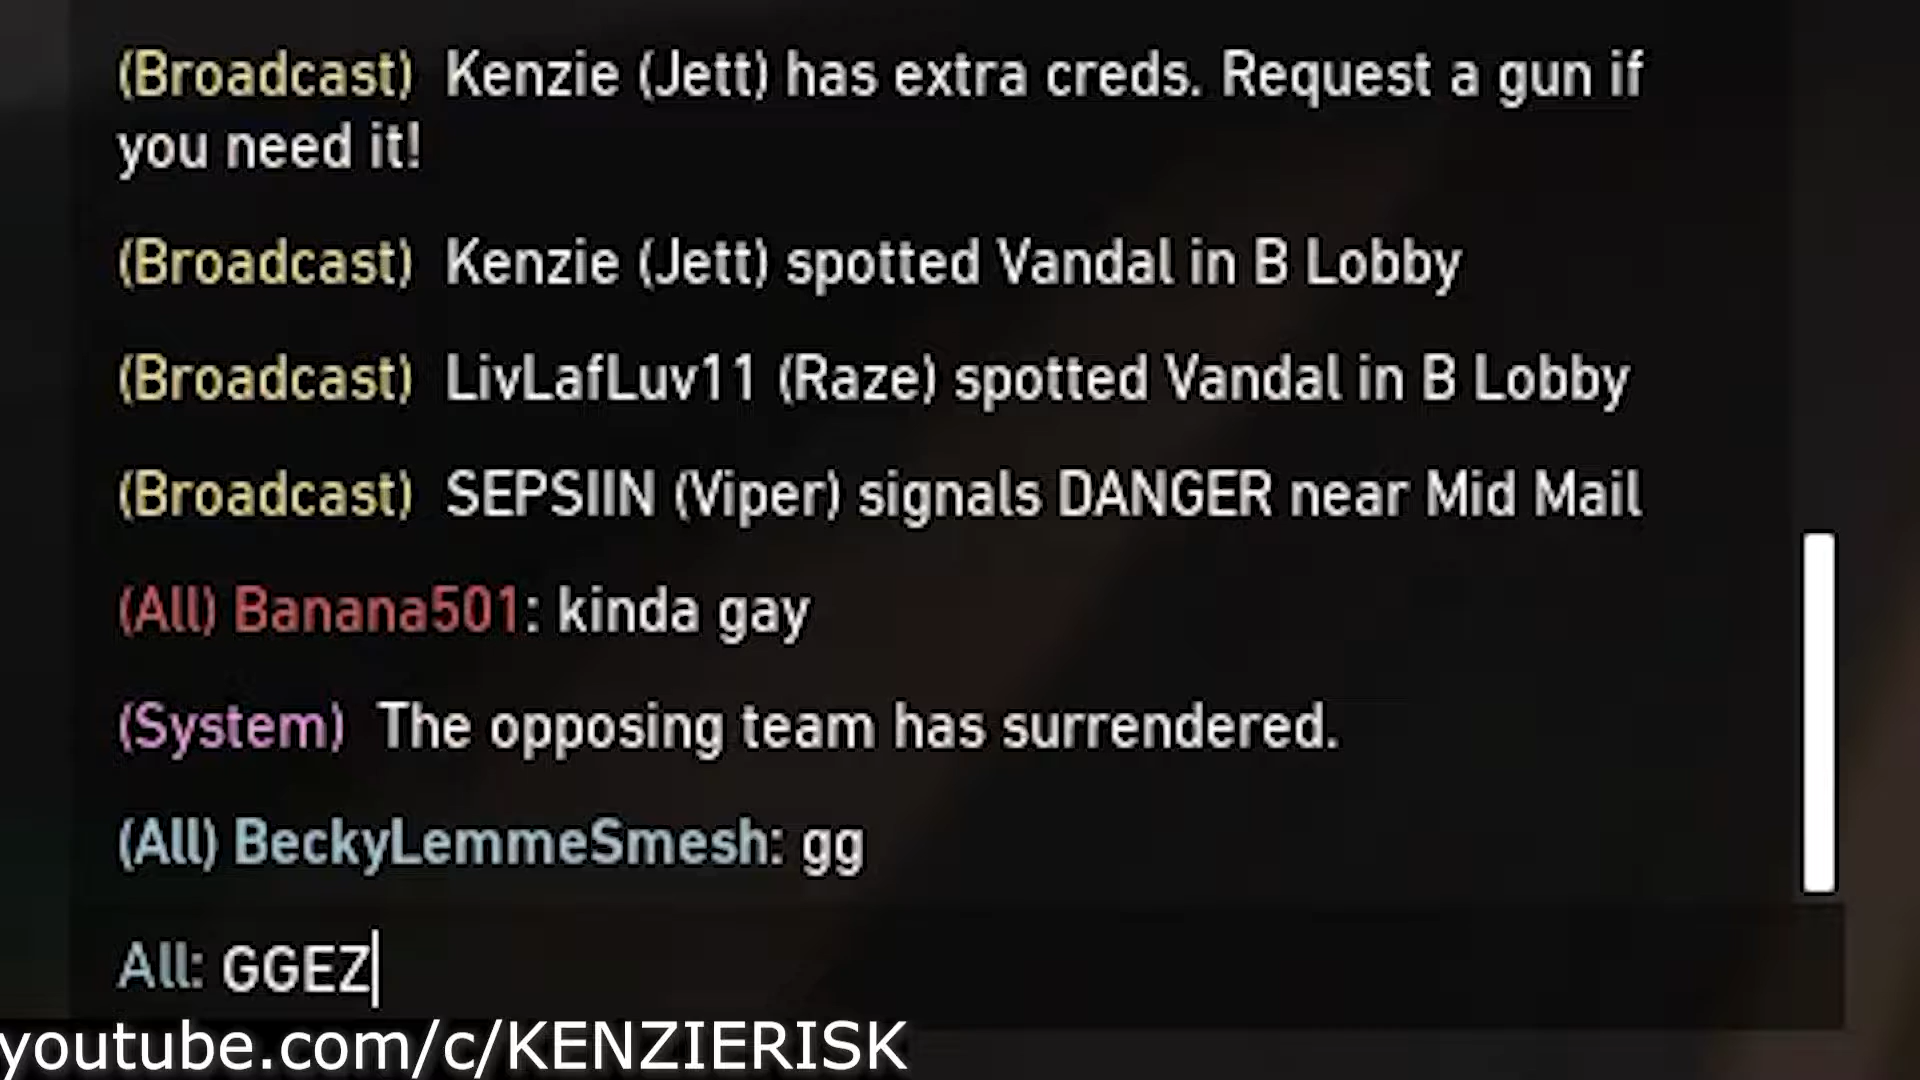 (Broadcast) Kenzie (Jett) has extra creds. Request a gun if
you need it!
(Broadcast) Kenzie (Jett) spotted Vandal in B Lobby
(Broadcast) LivLafLuv11 (Raze) spotted Vandal in B Lobby
(Broadcast) SEPSIIN (Viper) signals DANGER near Mid Mail
(All) Banana501: kinda gay
(System) The opposing team has surrendered.
(All) BeckyLemmeSmesh: gg
All: GGEZ
youtube.com/c/KENZIERISK